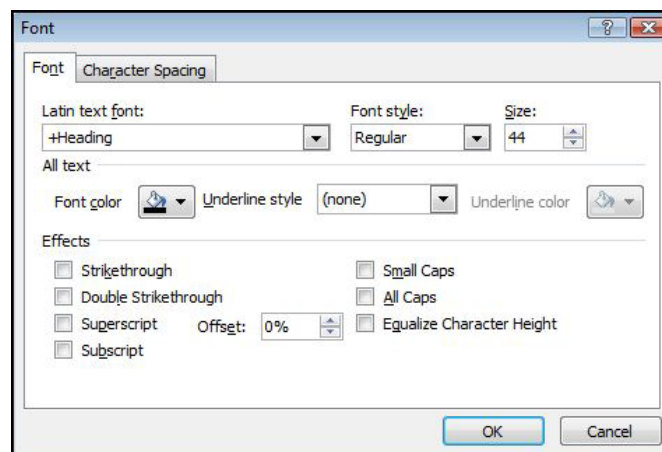 Font
Font Character Spacing
Latin text font: Font style: Size:
+Heading Regular 44
All text
Font color Underline style (none) Underline color
Effects
Strikethrough Small Caps
Double Strikethrough All Caps
Superscript Offset: 0% Equalize Character Height
Subscript
OK Cancel